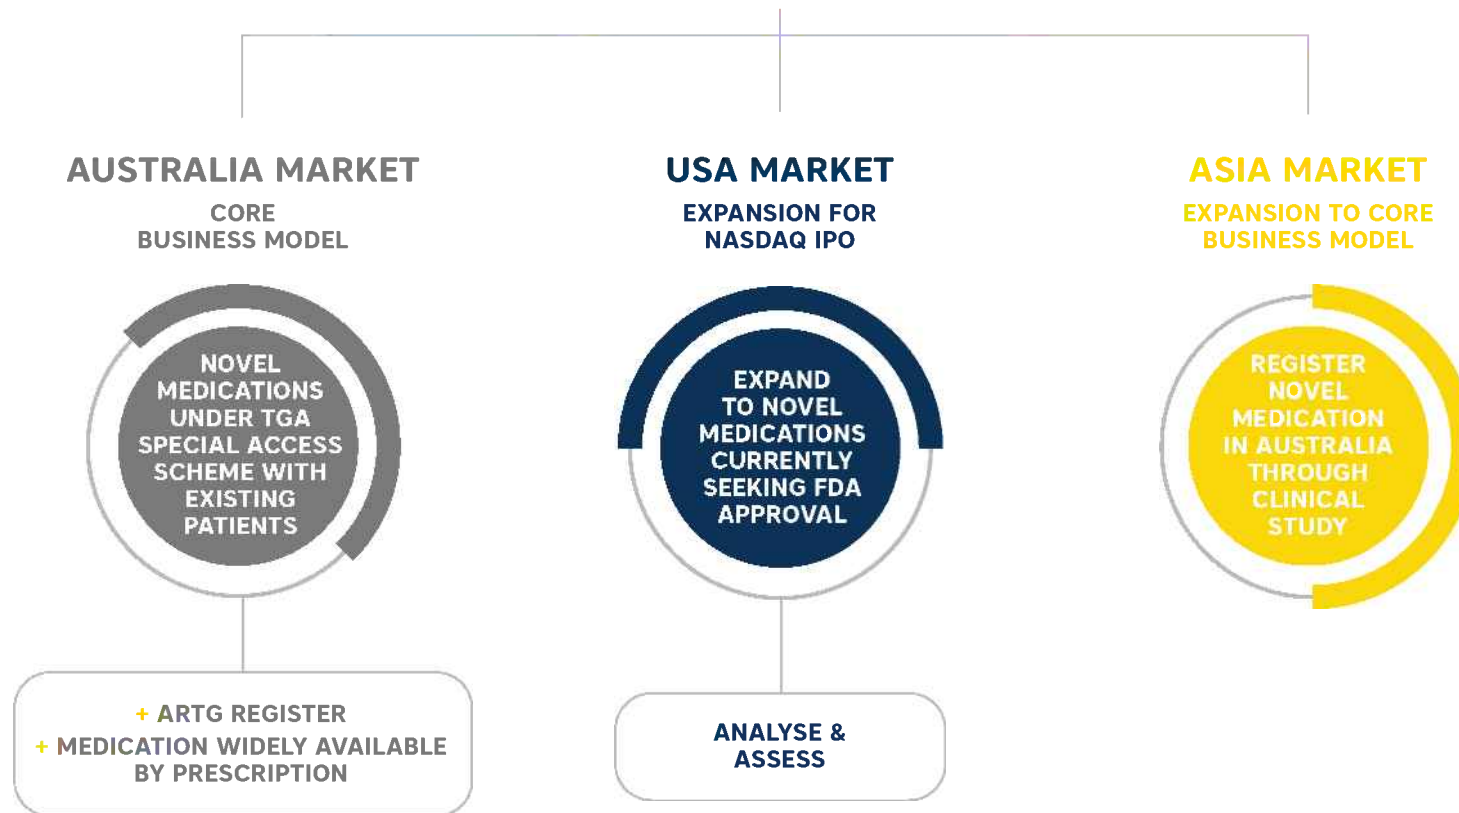 AUSTRALIA MARKET
CORE
BUSINESS MODEL
NOVEL
MEDICATIONS
UNDER TGA
SPECIAL ACCESS
SCHEME WITH
EXISTING
PATIENTS
+ ARTG REGISTER
+ MEDICATION WIDELY AVAILABLE
BY PRESCRIPTION
USA MARKET
EXPANSION FOR
NASDAQ IPO
EXPAND
TO NOVEL
MEDICATIONS
CURRENTLY
SEEKING FDA
APPROVAL
ANALYSE &
ASSESS
ASIA MARKET
EXPANSION TO CORE
BUSINESS MODEL
REGISTER
NOVEL
MEDICATION
IN AUSTRALIA
THROUGH
CLINICAL
STUDY